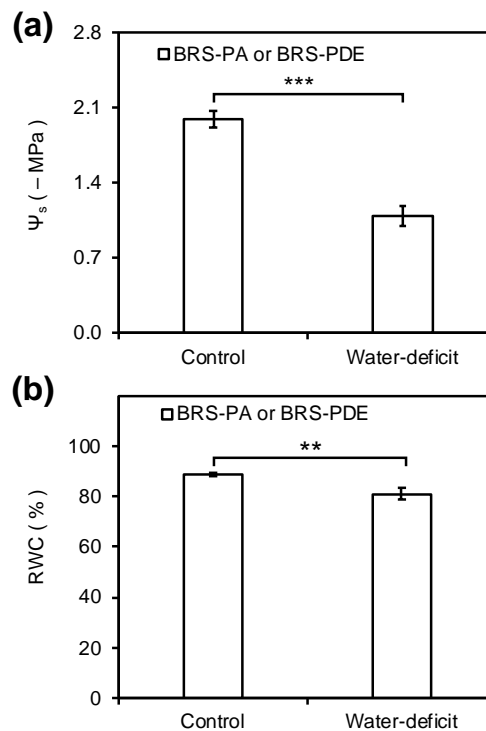 (a)
2.8
2.1
1.4
0.7
0.0
Ψs ( – MPa)
BRS-PA or BRS-PDE
***
Control
Water-deficit
(b)
100
80
60
40
20
0
RWC ( % )
BRS-PA or BRS-PDE
**
Control
Water-deficit